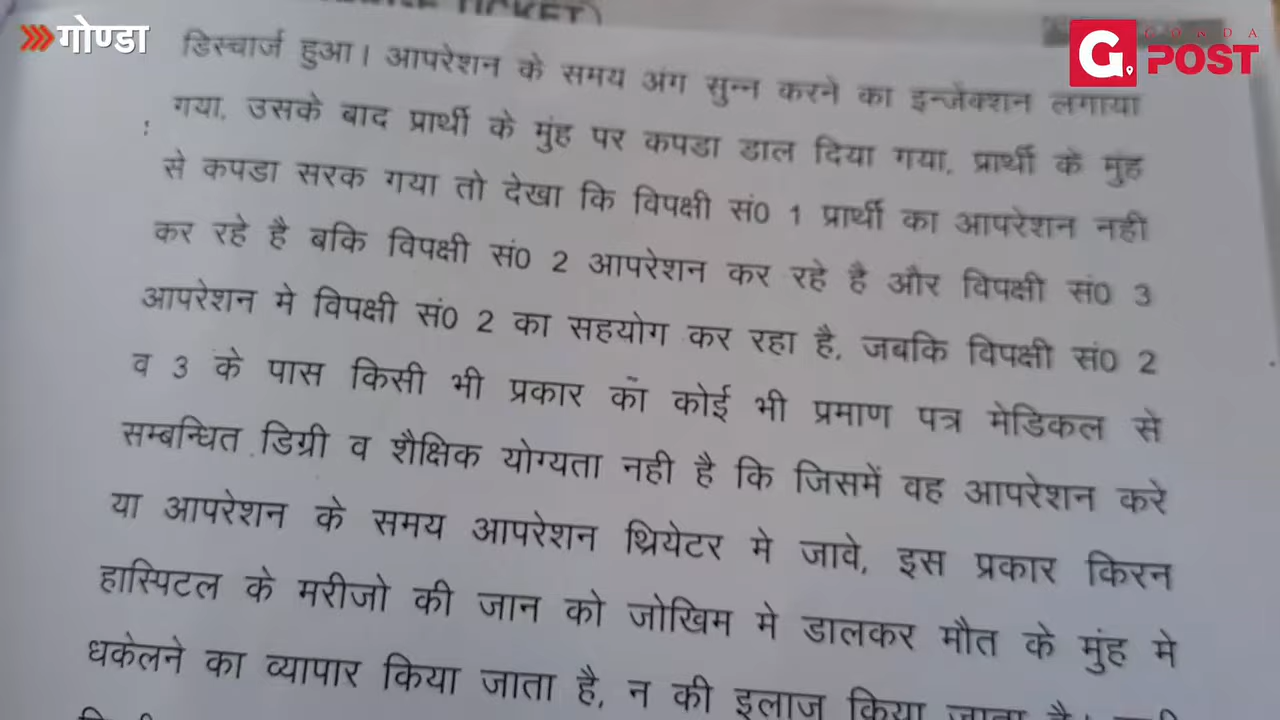 TICKET)
गोण्डा
GONDA
G. POST
डिस्चार्ज हुआ। आपरेशन के समय अंग सुन्न करने का इन्जेक्शन लगाया
गया, उसके बाद प्रार्थी के मुंह पर कपडा डाल दिया गया, प्रार्थी के मुंह
से कपडा सरक गया तो देखा कि विपक्षी सं0 1 प्रार्थी का आपरेशन नही
कर रहे है बकि विपक्षी सं0 2 आपरेशन कर रहे है और विपक्षी सं0 3
आपरेशन मे विपक्षी सं0 2 का सहयोग कर रहा है, जबकि विपक्षी सं0 2
व 3 के पास किसी भी प्रकार कॉ कोई भी प्रमाण पत्र मेडिकल से
सम्बन्धित डिग्री व शैक्षिक योग्यता नही है कि जिसमें वह आपरेशन करे
या आपरेशन के समय आपरेशन थ्रियेटर मे जावे, इस प्रकार किरन
हास्पिटल के मरीजो की जान को जोखिम मे डालकर मौत के मुंह मे
धकेलने का व्यापार किया जाता है, न की इलाज किया जाता है।